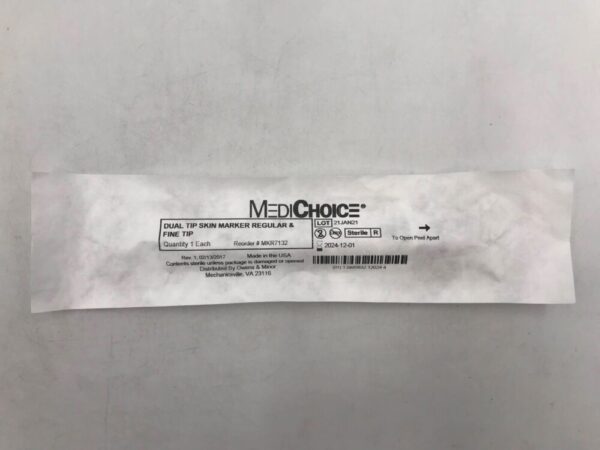 MEDICHOICE®
DUAL TIP SKIN MARKER REGULAR &
FINE TIP
Quantity 1 Each Reorder # MKR7132
LOT 21JAN21
2 Sterile R
2024-12-01
To Open Peel Apart
Rev. 1; 02/13/2017 Made in the USA
Contents sterile unless package is damaged or opened
Distributed by Owens & Minor
Mechanicsville, VA 23116